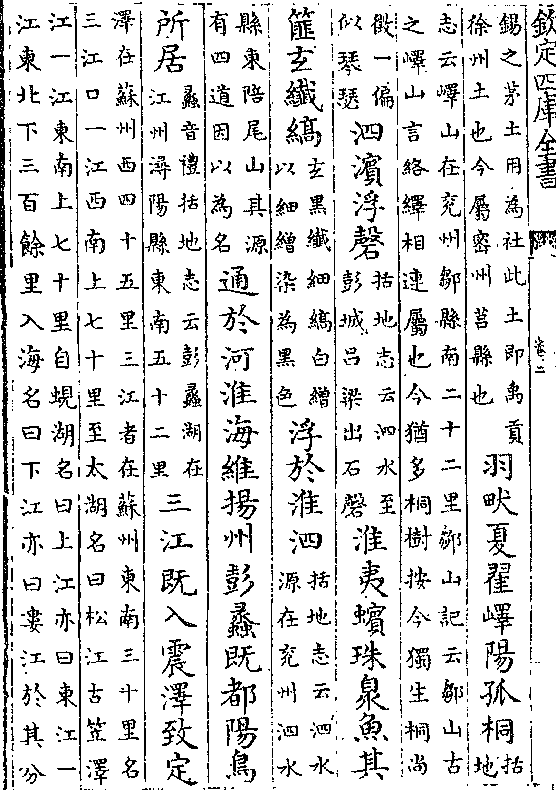 欽定四庫全書 卷二
錫之茅土用為社此土即禹貢
徐州土也今屬密州莒縣也
羽畎夏翟嶧陽孤桐
括地
志云嶧山在兖州鄒縣南二十二里鄒山記云鄒山古
之嶧山言絡繹相連屬也今猶多桐樹按今獨生桐尚
徵一偏
似琴瑟
泗濵浮磬
括地志云泗水至
彭城吕梁出石磬
淮夷蠙珠泉魚其
篚玄纎縞
玄黑纎細縞白繒
以細繒染為黒色
浮於淮泗
括地志云泗水
源在兖州泗水
縣東陪尾山其源
有四道因以為名
通於河淮海維揚州彭蠡既都陽鳥
所居
蠡音禮括地志云彭蠡湖在
江州潯陽縣東南五十二里
三江既入震澤致定
澤在蘇州西四十五里三江者在蘇州東南三十里名
三江口一江西南上七十里至太湖名曰松江古笠澤
江一江東南上七十里自蜆湖名曰上江亦曰東江一
江東北下三百餘里入海名曰下江亦曰婁江於其分